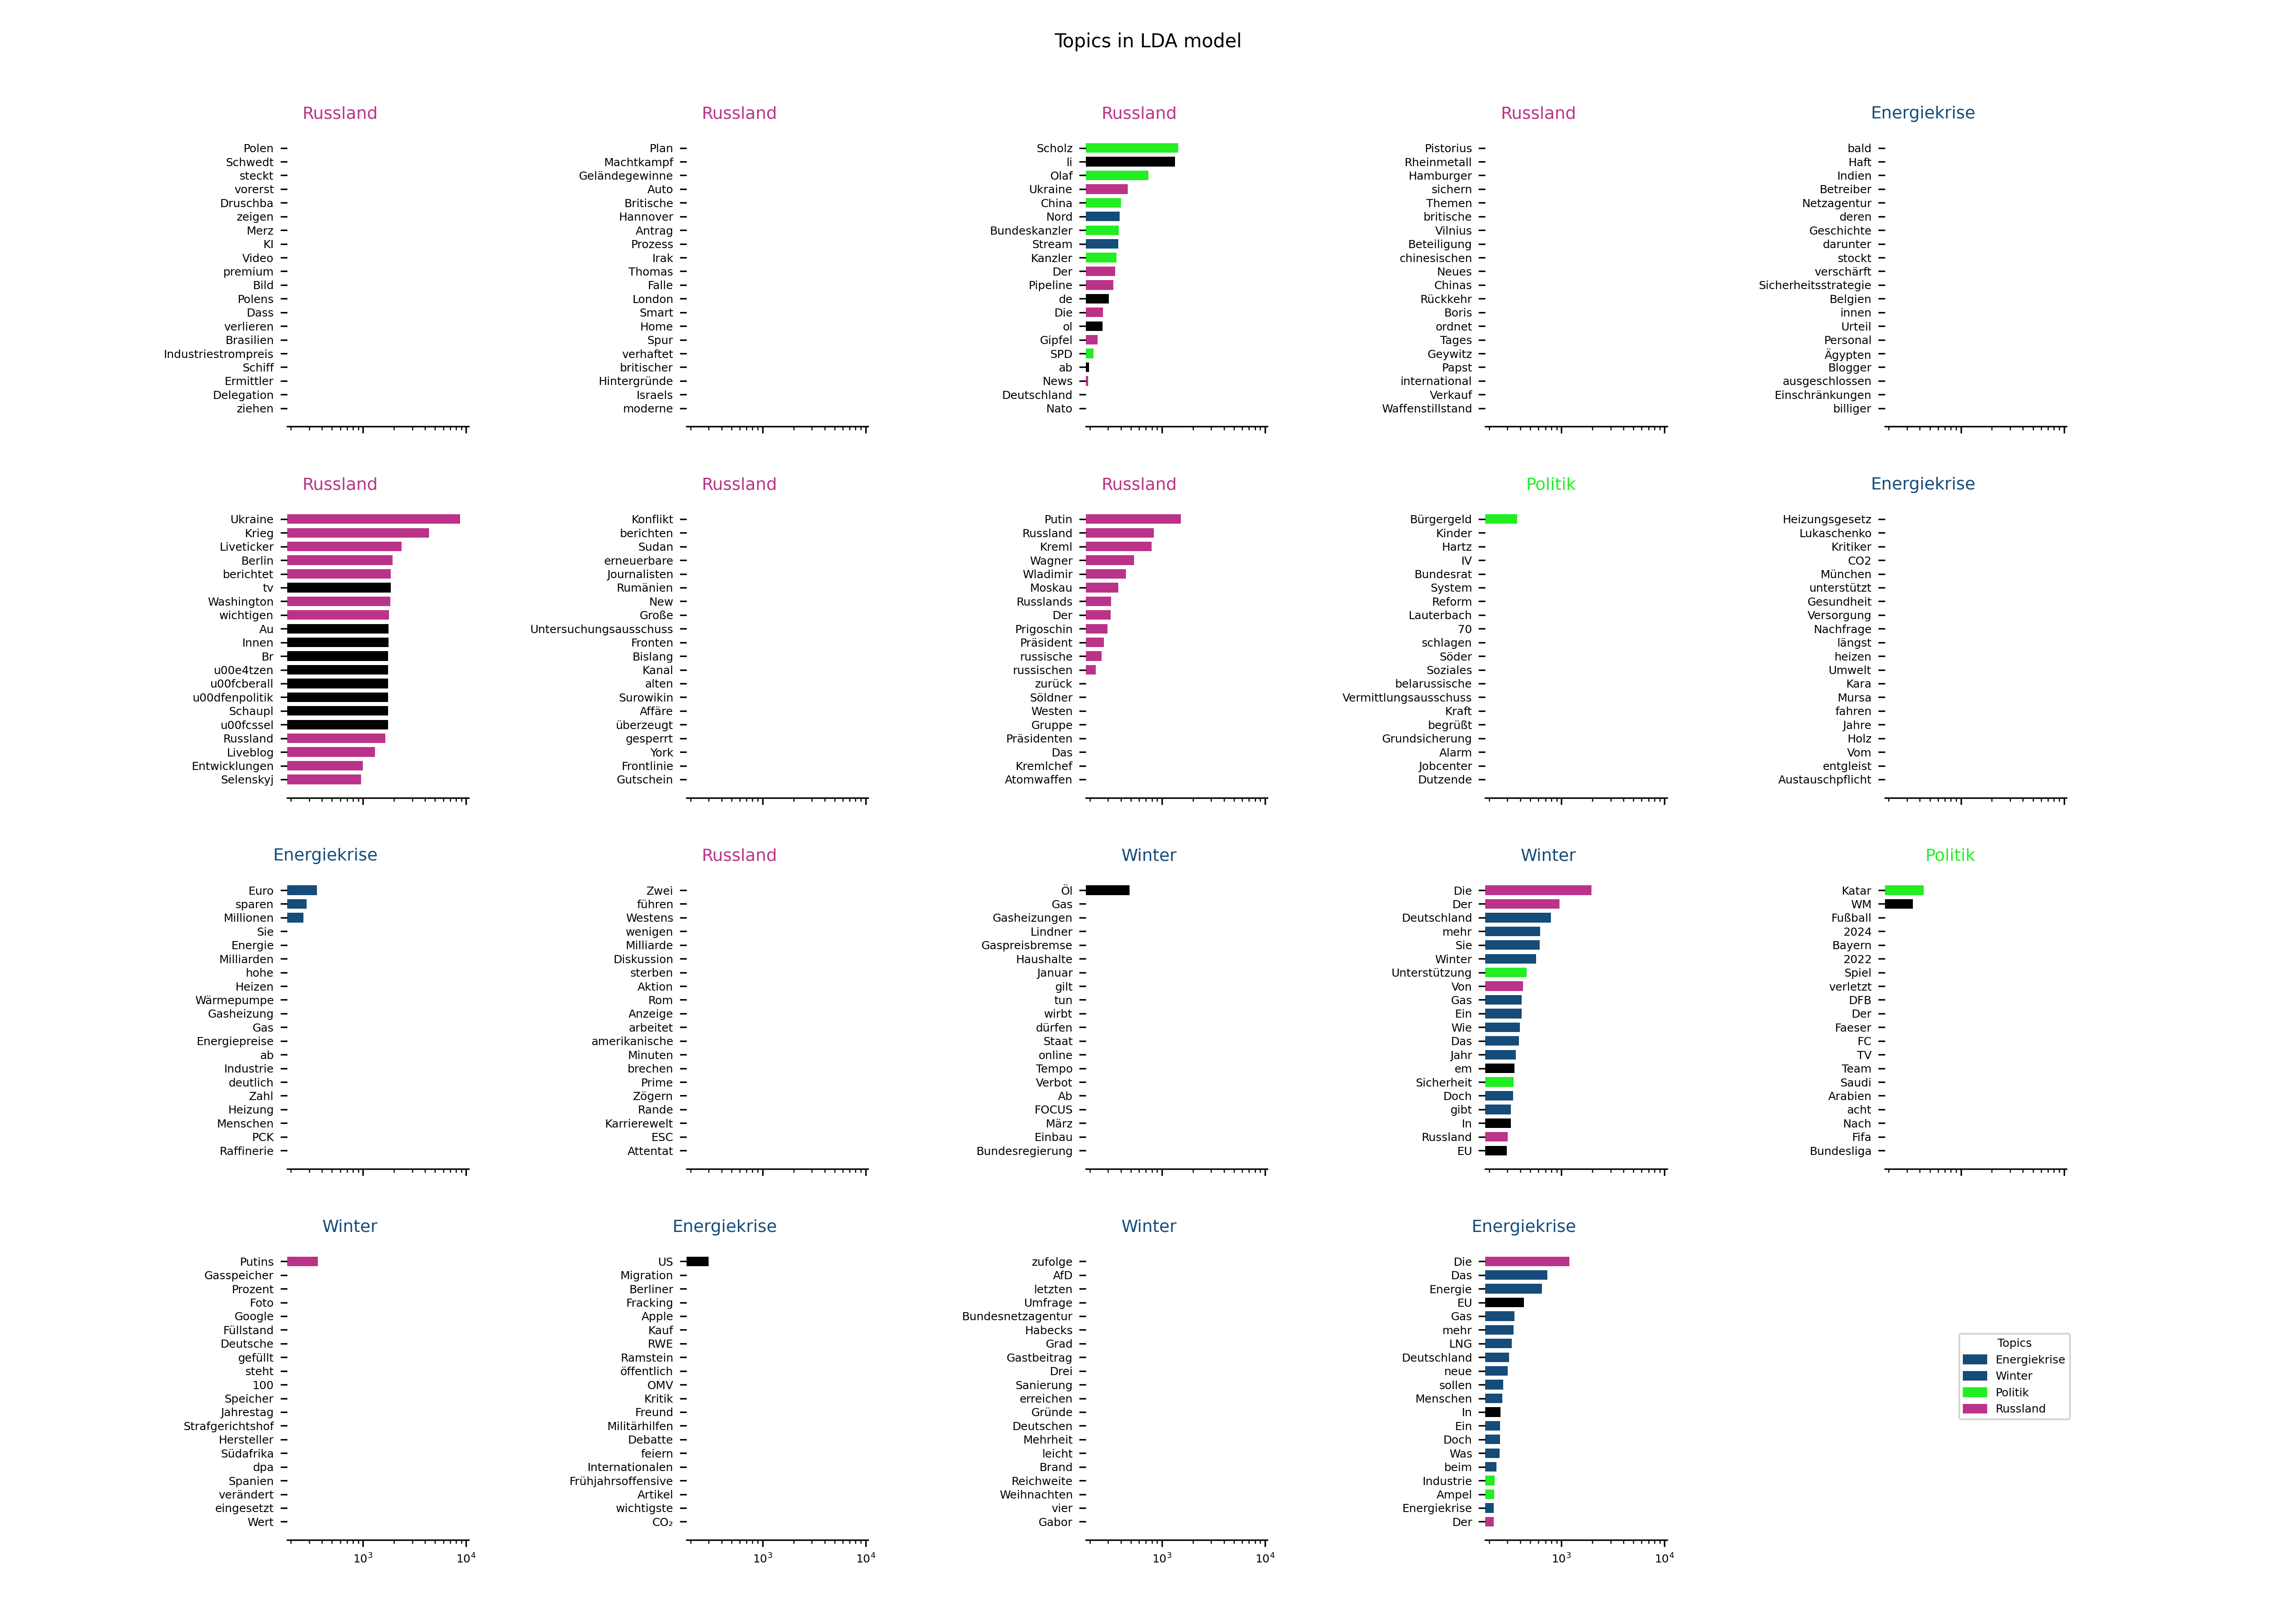 Topics in LDA model
Russland
Polen
Schwedt
steckt
vorerst
Druschba
zeigen
Merz
KI
Video
premium
Bild
Polens
Dass
verlieren
Brasilien
Industriestrompreis
Schiff
Ermittler
Delegation
ziehen
Russland
Plan
Machtkampf
Geländegewinne
Auto
Britische
Hannover
Antrag
Prozess
Irak
Thomas
Falle
London
Smart
Home
Spur
verhaftet
britischer
Hintergründe
Israels
moderne
Russland
Scholz
li
Olaf
Ukraine
China
Nord
Bundeskanzler
Stream
Kanzler
Der
Pipeline
de
Die
ol
Gipfel
SPD
ab
News
Deutschland
Nato
Russland
Pistorius
Rheinmetall
Hamburger
sichern
Themen
britische
Vilnius
Beteiligung
chinesischen
Neues
Chinas
Rückkehr
Boris
ordnet
Tages
Geywitz
Papst
international
Verkauf
Waffenstillstand
Energiekrise
bald
Haft
Indien
Betreiber
Netzagentur
deren
Geschichte
darunter
stockt
verschärft
Sicherheitsstrategie
Belgien
innen
Urteil
Personal
Ägypten
Blogger
ausgeschlossen
Einschränkungen
billiger
Russland
Ukraine
Krieg
Liveticker
Berlin
berichtet
tv
Washington
wichtigen
Au
Innen
Br
u00e4tzen
u00fcberall
u00dfenpolitik
Schaupl
u00fcssel
Russland
Liveblog
Entwicklungen
Selenskyj
Russland
Konflikt
berichten
Sudan
erneuerbare
Journalisten
Rumänien
New
Große
Untersuchungsausschuss
Fronten
Bislang
Kanal
alten
Surowikin
Affäre
überzeugt
gesperrt
York
Frontlinie
Gutschein
Russland
Putin
Russland
Kreml
Wagner
Wladimir
Moskau
Russlands
Der
Prigoschin
Präsident
russische
russischen
zurück
Söldner
Westen
Gruppe
Präsidenten
Das
Kremlchef
Atomwaffen
Politik
Bürgergeld
Kinder
Hartz
IV
Bundesrat
System
Reform
Lauterbach
70
schlagen
Söder
Soziales
belarussische
Vermittlungsausschuss
Kraft
begrüßt
Grundsicherung
Alarm
Jobcenter
Dutzende
Energiekrise
Heizungsgesetz
Lukaschenko
Kritiker
CO2
München
unterstützt
Gesundheit
Versorgung
Nachfrage
längst
heizen
Umwelt
Kara
Mursa
fahren
Jahre
Holz
Vom
entgleist
Austauschpflicht
Energiekrise
Euro
sparen
Millionen
Sie
Energie
Milliarden
hohe
Heizen
Wärmepumpe
Gasheizung
Gas
Energiepreise
ab
Industrie
deutlich
Zahl
Heizung
Menschen
PCK
Raffinerie
Russland
Zwei
führen
Westens
wenigen
Milliarde
Diskussion
sterben
Aktion
Rom
Anzeige
arbeitet
amerikanische
Minuten
brechen
Prime
Zögern
Rande
Karrierewelt
ESC
Attentat
Winter
Öl
Gas
Gasheizungen
Lindner
Gaspreisbremse
Haushalte
Januar
gilt
tun
wirbt
dürfen
Staat
online
Tempo
Verbot
Ab
FOCUS
März
Einbau
Bundesregierung
Winter
Die
Der
Deutschland
mehr
Sie
Winter
Unterstützung
Von
Gas
Ein
Wie
Das
Jahr
em
Sicherheit
Doch
gibt
In
Russland
EU
Politik
Katar
WM
Fußball
2024
Bayern
2022
Spiel
verletzt
DFB
Der
Faeser
FC
TV
Team
Saudi
Arabien
acht
Nach
Fifa
Bundesliga
Winter
Putins
Gasspeicher
Prozent
Foto
Google
Füllstand
Deutsche
gefüllt
steht
100
Speicher
Jahrestag
Strafgerichtshof
Hersteller
Südafrika
dpa
Spanien
verändert
eingesetzt
Wert
10³ 10⁴
Energiekrise
US
Migration
Berliner
Fracking
Apple
Kauf
RWE
Ramstein
öffentlich
OMV
Kritik
Freund
Militärhilfen
Debatte
feiern
Internationalen
Frühjahrsoffensive
Artikel
wichtigste
CO₂
10³ 10⁴
Winter
zufolge
AfD
letzten
Umfrage
Bundesnetzagentur
Habecks
Grad
Gastbeitrag
Drei
Sanierung
erreichen
Gründe
Deutschen
Mehrheit
leicht
Brand
Reichweite
Weihnachten
vier
Gabor
10³ 10⁴
Energiekrise
Die
Das
Energie
EU
Gas
mehr
LNG
Deutschland
neue
sollen
Menschen
In
Ein
Doch
Was
beim
Industrie
Ampel
Energiekrise
Der
10³ 10⁴
Topics
Energiekrise
Winter
Politik
Russland